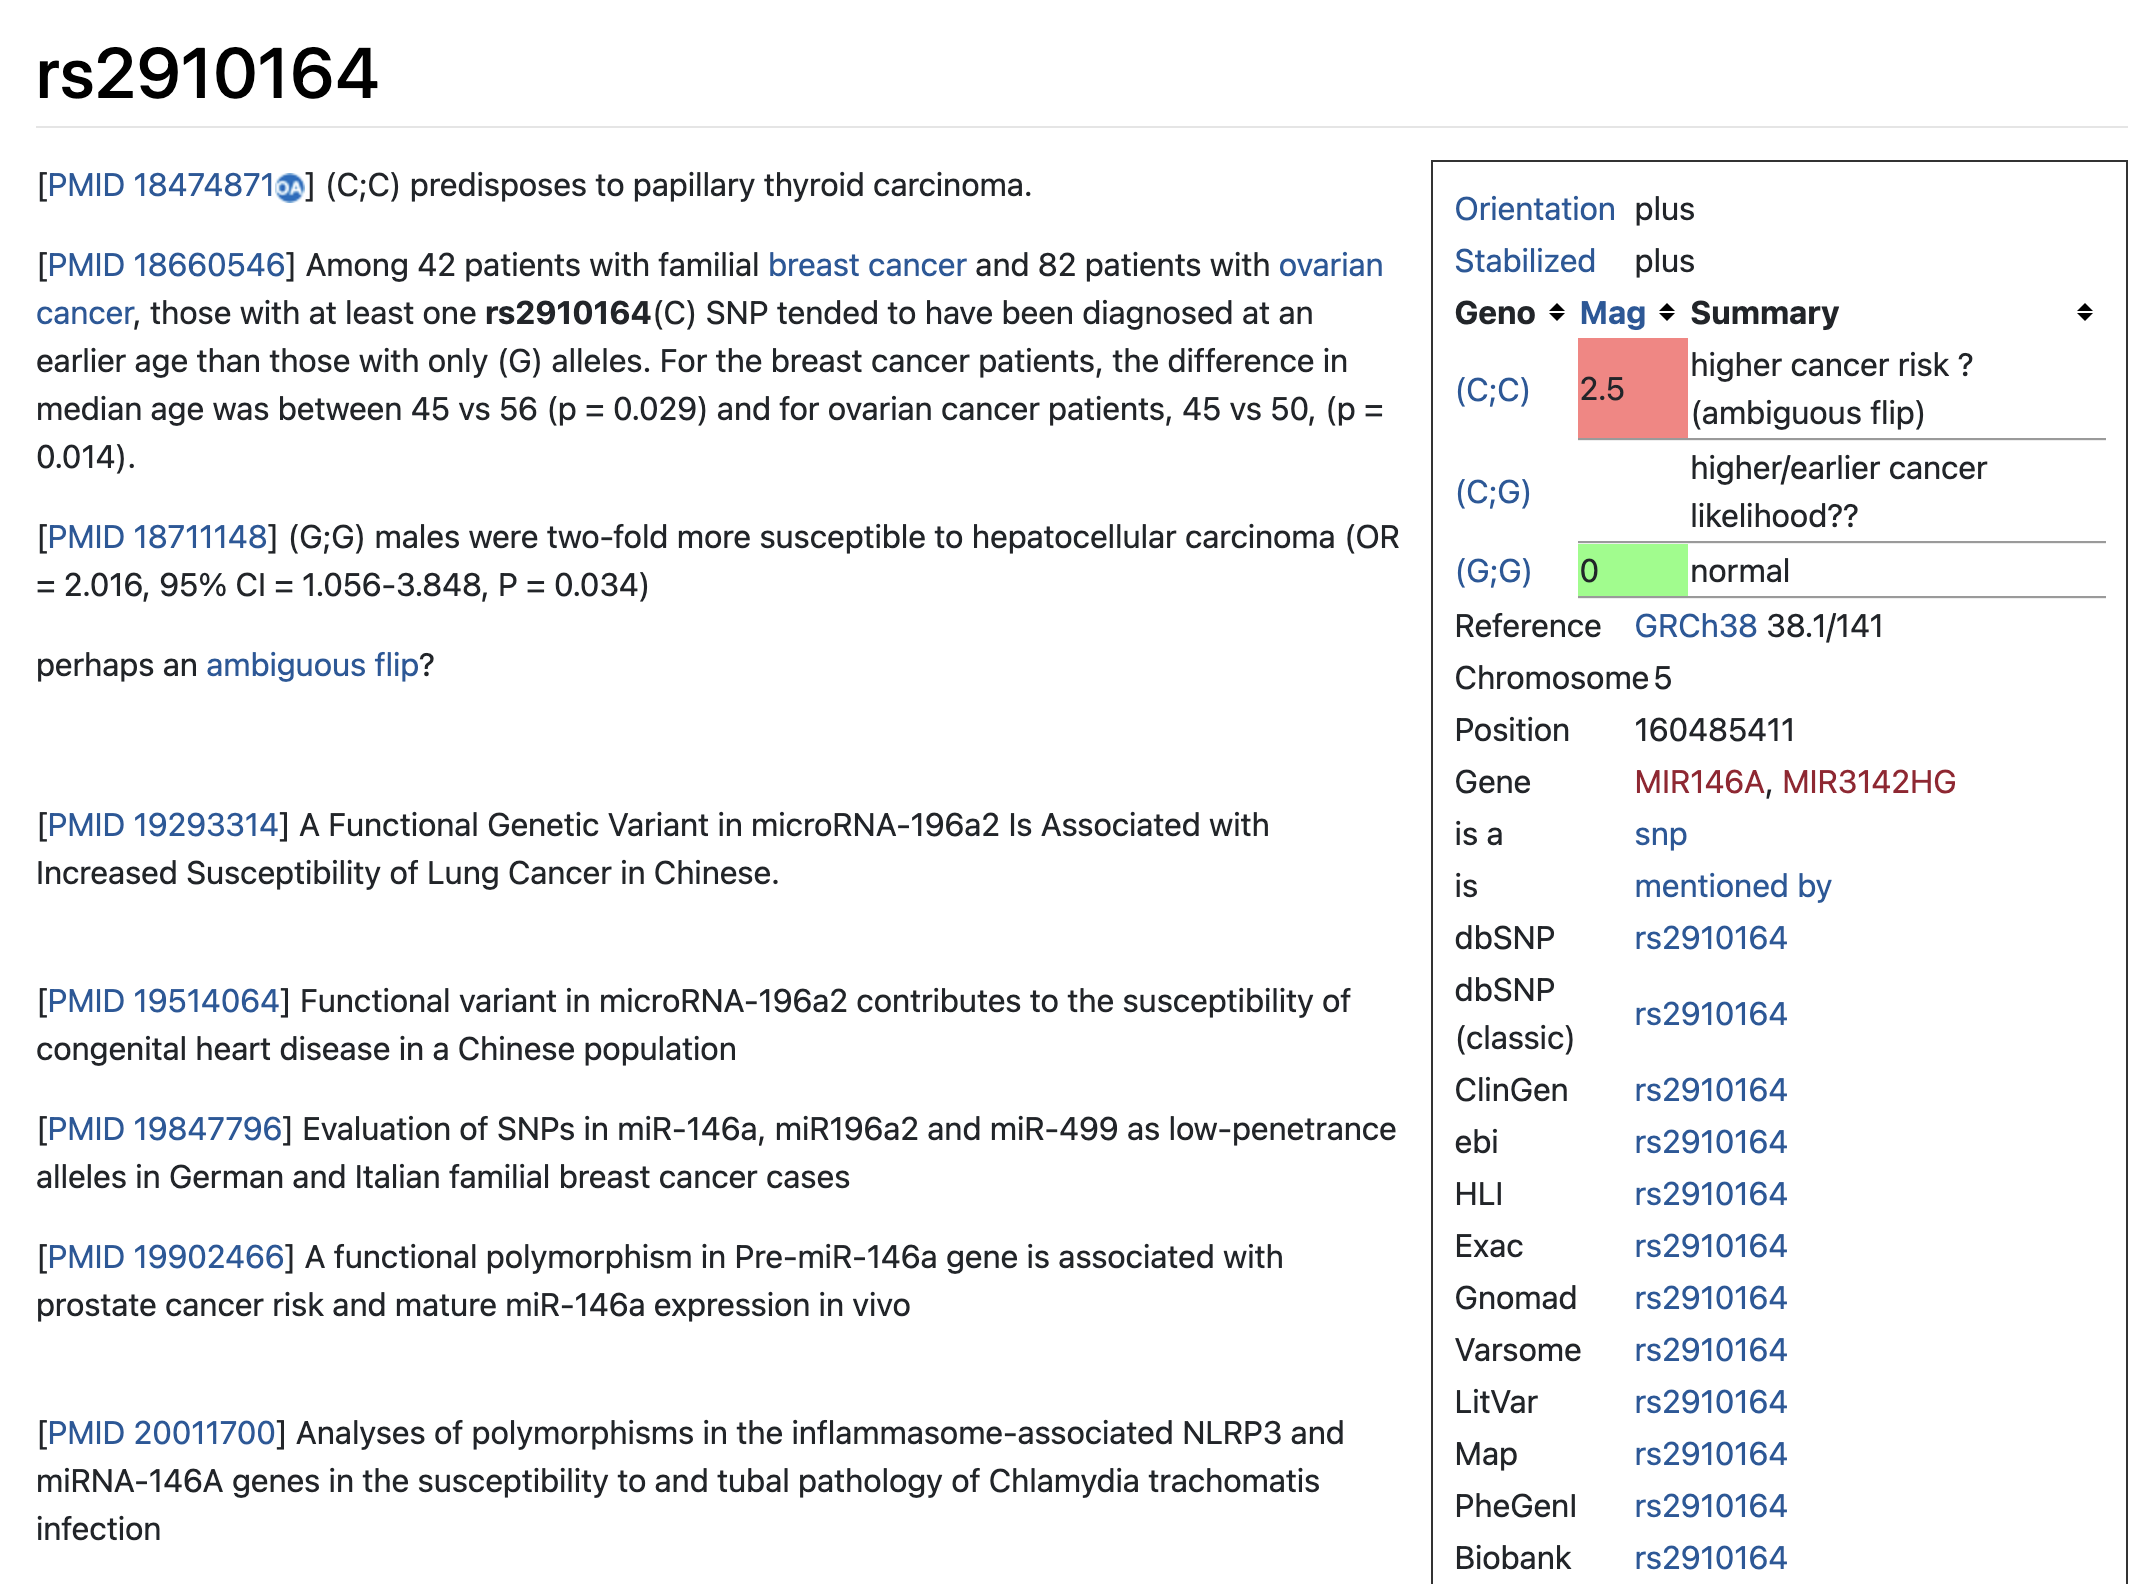 rs2910164
[PMID 18474871OA] (C;C) predisposes to papillary thyroid carcinoma.
[PMID 18660546] Among 42 patients with familial breast cancer and 82 patients with ovarian
cancer, those with at least one rs2910164(C) SNP tended to have been diagnosed at an
earlier age than those with only (G) alleles. For the breast cancer patients, the difference in
median age was between 45 vs 56 (p = 0.029) and for ovarian cancer patients, 45 vs 50, (p =
0.014).
[PMID 18711148] (G;G) males were two-fold more susceptible to hepatocellular carcinoma (OR
= 2.016, 95% CI = 1.056-3.848, P = 0.034)
perhaps an ambiguous flip?
[PMID 19293314] A Functional Genetic Variant in microRNA-196a2 Is Associated with
Increased Susceptibility of Lung Cancer in Chinese.
[PMID 19514064] Functional variant in microRNA-196a2 contributes to the susceptibility of
congenital heart disease in a Chinese population
[PMID 19847796] Evaluation of SNPs in miR-146a, miR196a2 and miR-499 as low-penetrance
alleles in German and Italian familial breast cancer cases
[PMID 19902466] A functional polymorphism in Pre-miR-146a gene is associated with
prostate cancer risk and mature miR-146a expression in vivo
[PMID 20011700] Analyses of polymorphisms in the inflammasome-associated NLRP3 and
miRNA-146A genes in the susceptibility to and tubal pathology of Chlamydia trachomatis
infection
Orientation plus
Stabilized plus
Geno Mag Summary
(C;C) 2.5 higher cancer risk ?
(ambiguous flip)
(C;G) higher/earlier cancer
likelihood??
(G;G) 0 normal
Reference GRCh38 38.1/141
Chromosome 5
Position 160485411
Gene MIR146A, MIR3142HG
is a snp
is mentioned by
dbSNP rs2910164
dbSNP
(classic) rs2910164
ClinGen rs2910164
ebi rs2910164
HLI rs2910164
Exac rs2910164
Gnomad rs2910164
Varsome rs2910164
LitVar rs2910164
Map rs2910164
PheGenI rs2910164
Biobank rs2910164